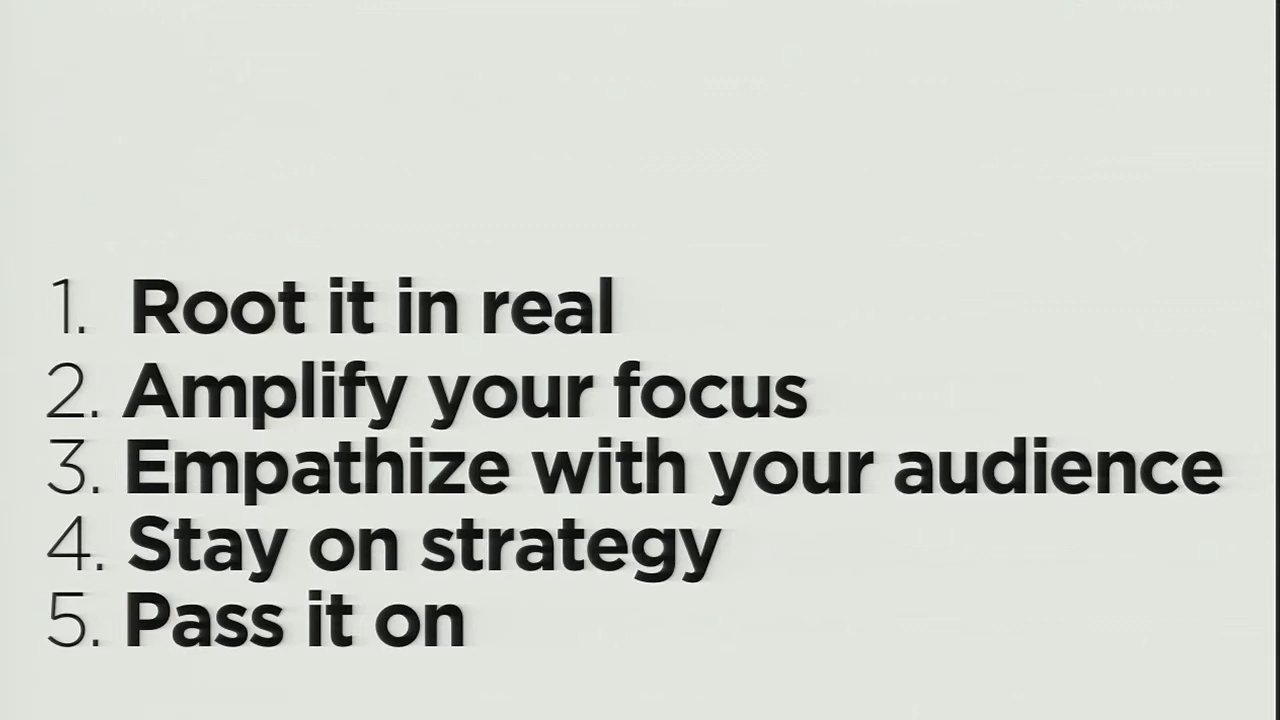 1. Root it in real
2. Amplify your focus
3. Empathize with your audience
4. Stay on strategy
5. Pass it on